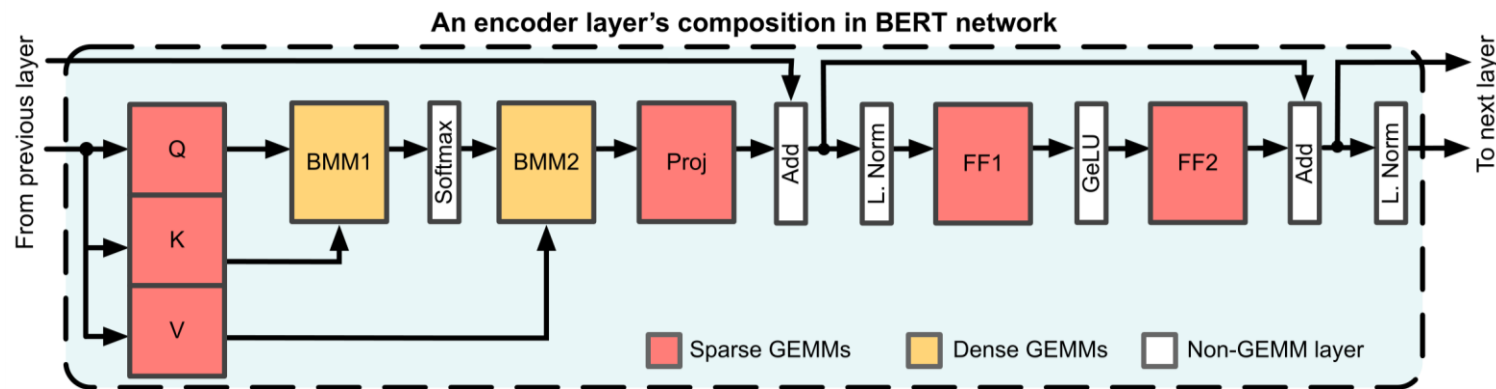 An encoder layer's composition in BERT network
From previous layer
Q
K
V
BMM1
Softmax
BMM2
Proj
Add
L. Norm
FF1
GeLU
FF2
Add
L. Norm
To next layer
Sparse GEMMs
Dense GEMMs
Non-GEMM layer